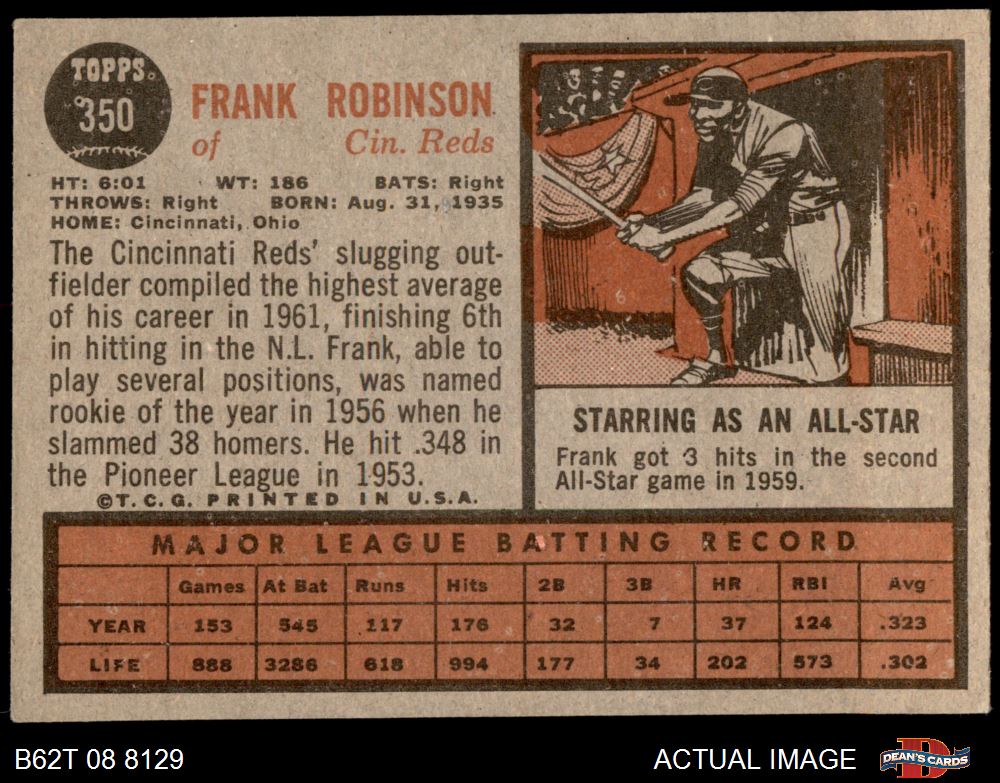 TOPPS
350
FRANK ROBINSON
of Cin. Reds
HT: 6:01 WT: 186 BATS: Right
THROWS: Right BORN: Aug. 31, 1935
HOME: Cincinnati, Ohio
The Cincinnati Reds' slugging out-
fielder compiled the highest average
of his career in 1961, finishing 6th
in hitting in the N.L. Frank, able to
play several positions, was named
rookie of the year in 1956 when he
slammed 38 homers. He hit .348 in
the Pioneer League in 1953.
©T.C.G. PRINTED IN U.S.A.
STARRING AS AN ALL-STAR
Frank got 3 hits in the second
All-Star game in 1959.
MAJOR LEAGUE BATTING RECORD
Games At Bat Runs Hits 2B 3B HR RBI Avg
YEAR 153 545 117 176 32 7 37 124 .323
LIFE 888 3286 618 994 177 34 202 573 .302
B62T 08 8129
ACTUAL IMAGE
DEAN'S CARDS